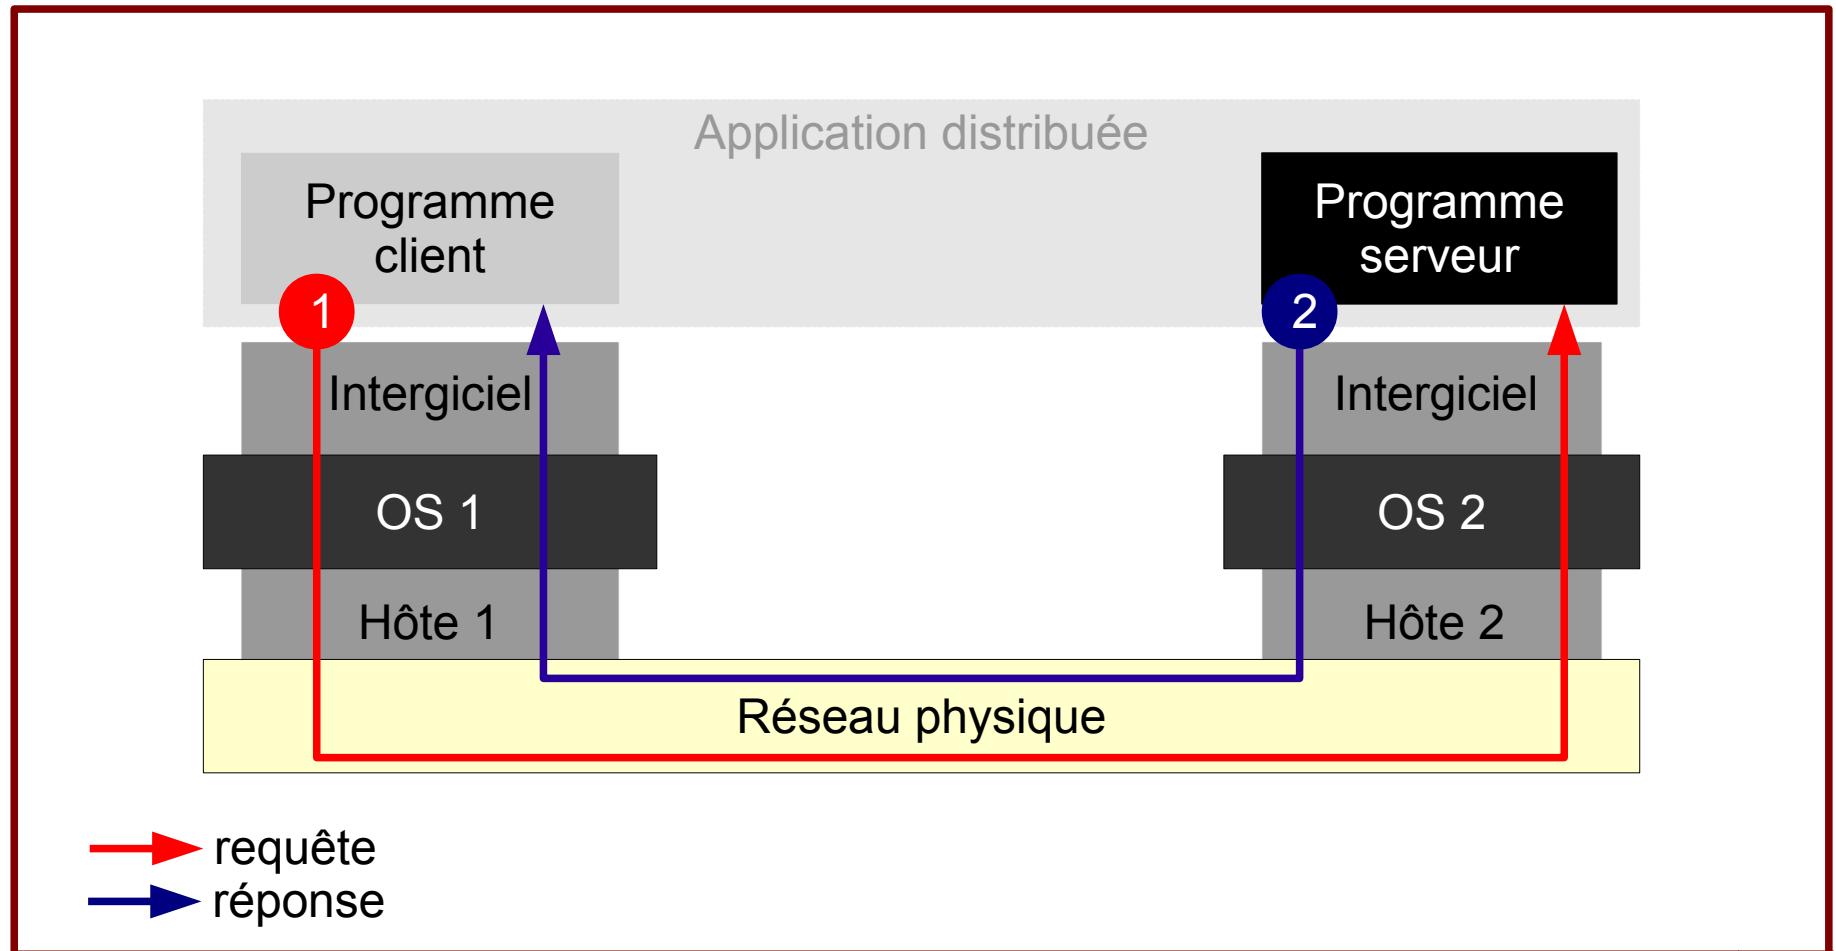 Application distribuée
Programme
client
Programme
serveur
1
2
Intergiciel
Intergiciel
OS 1
OS 2
Hôte 1
Hôte 2
Réseau physique
requête
réponse